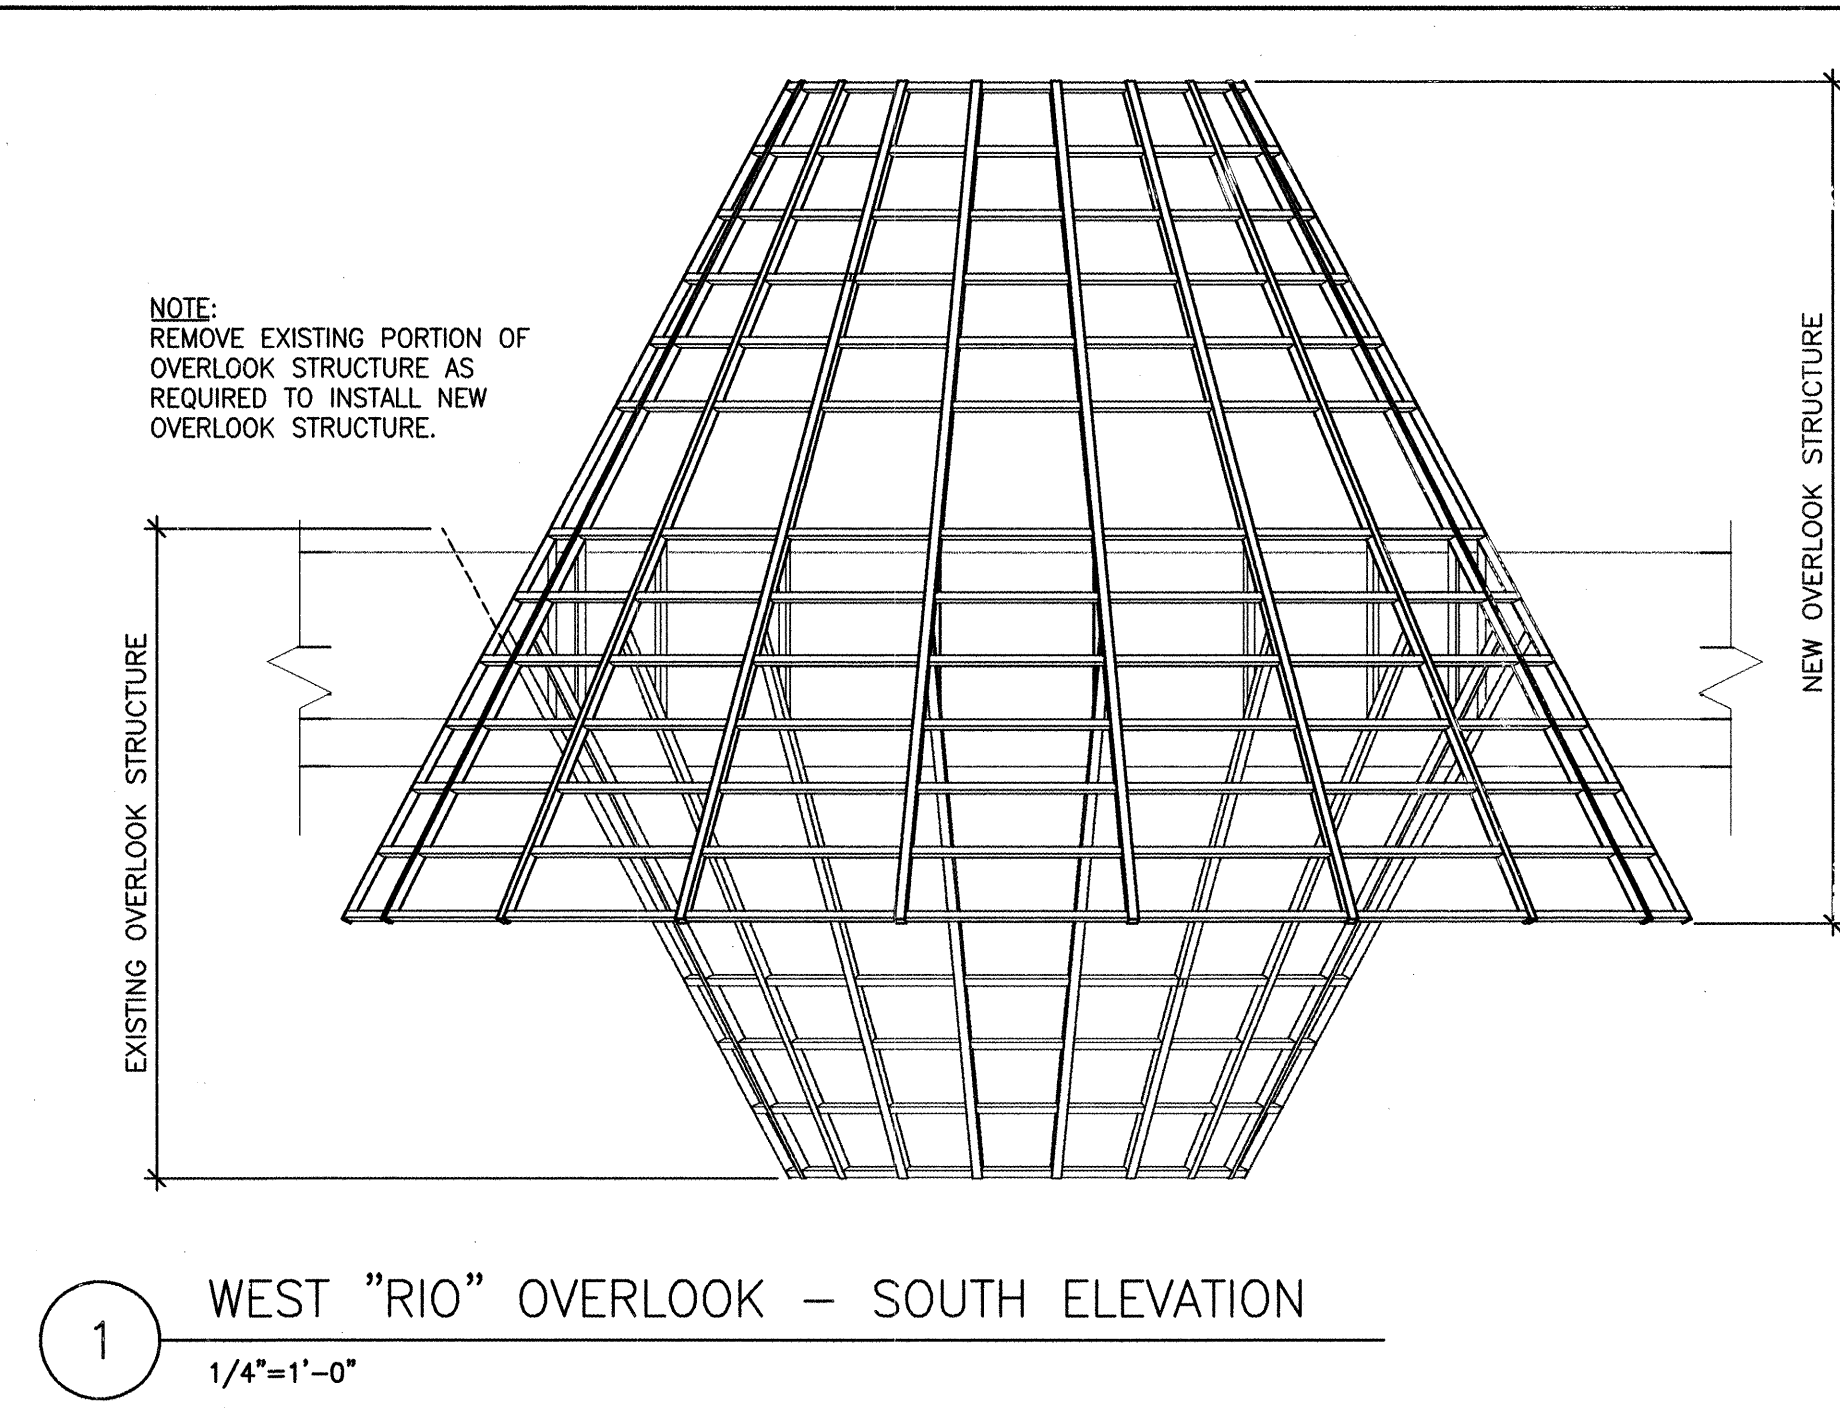 NOTE:
REMOVE EXISTING PORTION OF
OVERLOOK STRUCTURE AS
REQUIRED TO INSTALL NEW
OVERLOOK STRUCTURE.
EXISTING OVERLOOK STRUCTURE
NEW OVERLOOK STRUCTURE
1
WEST "RIO" OVERLOOK – SOUTH ELEVATION
1/4"=1'-0"